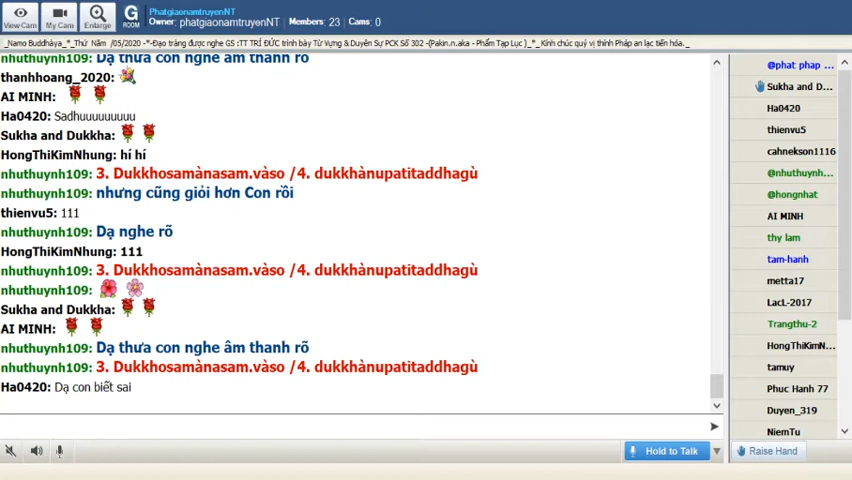 View Cam
My Cam
Enlarge
G
ROOM
PhatgiaonamtruyenNT
Owner: phatgiaonamtruyenNT | Members: 23 | Cams: 0
_Namo Buddhàya_*_Thứ Năm /05/2020 -*-Đạo tràng được nghe GS :TT TRÍ ĐỨC trình bày Từ Vựng & Duyên Sự PCK Số 302 -(Pakin.n.aka - Phẩm Tạp Lục )_*_ Kính chúc quý vị thính Pháp an lạc tiến hóa._
nhuthuynh109: Dạ thưa con nghe âm thanh rõ
thanhhoang_2020:
AI MINH:
Ha0420: Sadhuuuuuuuuu
Sukha and Dukkha:
HongThiKimNhung: hí hí
nhuthuynh109: 3. Dukkhosamànasam.vàso /4. dukkhànupatitaddhagù
nhuthuynh109: nhưng cũng giỏi hơn Con rồi
thienvu5: 111
nhuthuynh109: Dạ nghe rõ
HongThiKimNhung: 111
nhuthuynh109: 3. Dukkhosamànasam.vàso /4. dukkhànupatitaddhagù
nhuthuynh109:
Sukha and Dukkha:
AI MINH:
nhuthuynh109: Dạ thưa con nghe âm thanh rõ
nhuthuynh109: 3. Dukkhosamànasam.vàso /4. dukkhànupatitaddhagù
Ha0420: Dạ con biết sai
@phat phap ...
Sukha and D...
Ha0420
thienvu5
cahnekson1116
@nhuthuynh...
@hongnhat
AI MINH
thy lam
tam-hanh
metta17
LacL-2017
Trangthu-2
HongThiKimN...
tamuy
Phuc Hanh 77
Duyen_319
NiemTu
Hold to Talk
Raise Hand